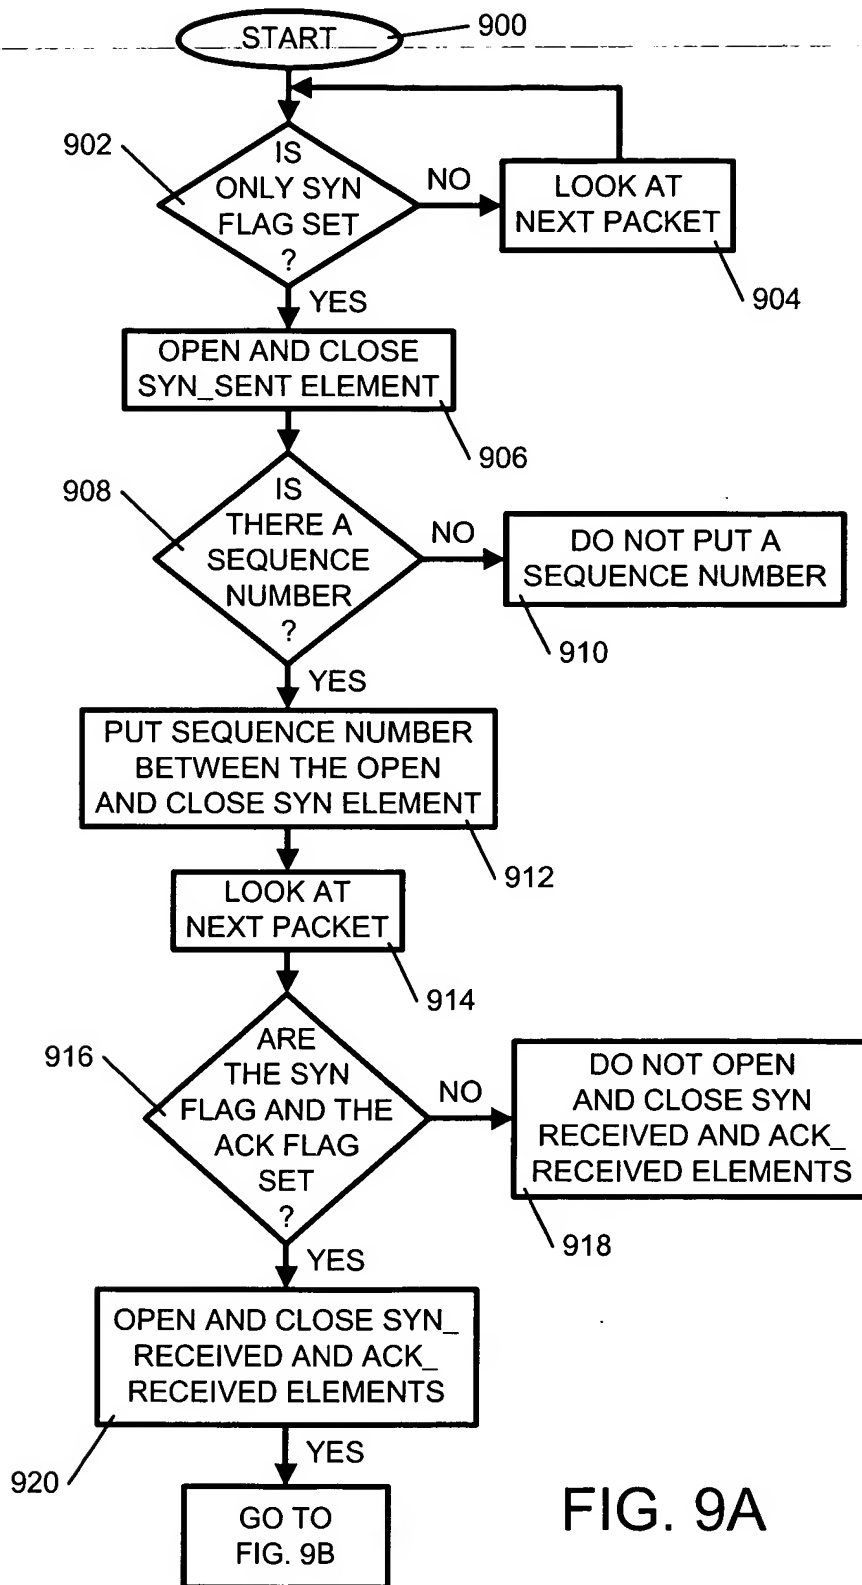 START
900
902
IS
ONLY SYN
FLAG SET
?
NO
LOOK AT
NEXT PACKET
904
YES
OPEN AND CLOSE
SYN_SENT ELEMENT
906
908
IS
THERE A
SEQUENCE
NUMBER
?
NO
DO NOT PUT A
SEQUENCE NUMBER
910
YES
PUT SEQUENCE NUMBER
BETWEEN THE OPEN
AND CLOSE SYN ELEMENT
912
LOOK AT
NEXT PACKET
914
916
ARE
THE SYN
FLAG AND THE
ACK FLAG
SET
?
NO
DO NOT OPEN
AND CLOSE SYN
RECEIVED AND ACK_
RECEIVED ELEMENTS
918
YES
OPEN AND CLOSE SYN_
RECEIVED AND ACK_
RECEIVED ELEMENTS
920
YES
GO TO
FIG. 9B
FIG. 9A